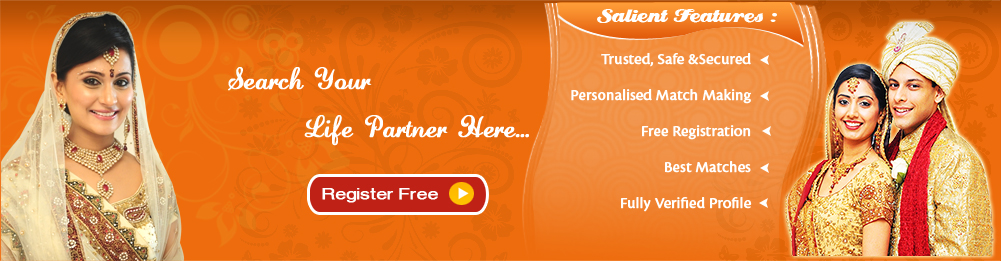 Search Your
Life Partner Here...
Register Free
Salient Features :
Trusted, Safe &Secured
Personalised Match Making
Free Registration
Best Matches
Fully Verified Profile